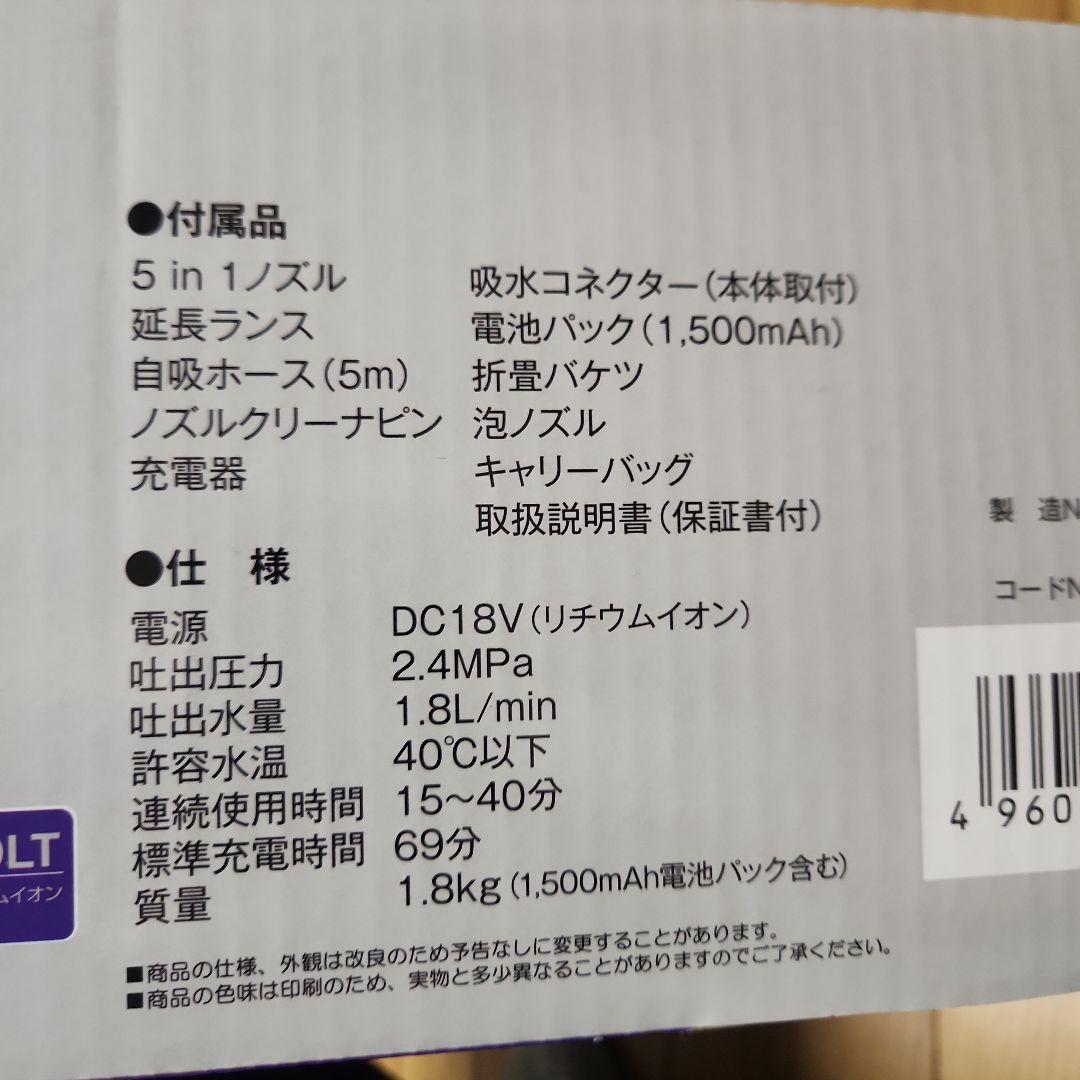 ●付属品
5 in 1ノズル
延長ランス
自吸ホース(5m)
ノズルクリーナピン
充電器
吸水コネクター(本体取付)
電池パック(1,500mAh)
折畳バケツ
泡ノズル
キャリーバッグ
取扱説明書(保証書付)
●仕 様
電源 DC18V(リチウムイオン)
吐出圧力 2.4MPa
吐出水量 1.8L/min
許容水温 40℃以下
連続使用時間 15~40分
標準充電時間 69分
質量 1.8kg(1,500mAh電池パック含む)
■商品の仕様、外観は改良のため予告なしに変更することがあります。
■商品の色味は印刷のため、実物と多少異なることがありますのでご了承ください。
製 造N
コードN
4 960
OLT
ムイオン